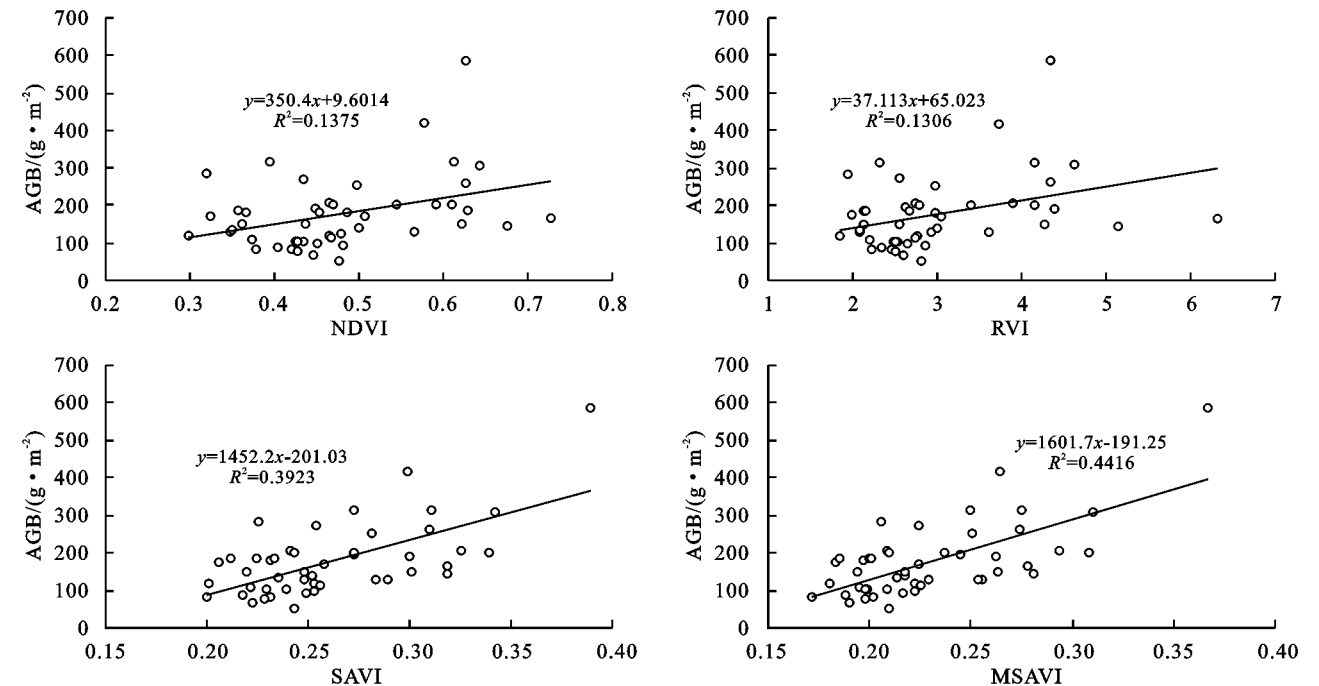 700
600
500
400
300
200
100
0
AGB/(g • m⁻²)
y=350.4x+9.6014
R²=0.1375
0.2 0.3 0.4 0.5 0.6 0.7 0.8
NDVI
700
600
500
400
300
200
100
0
AGB/(g • m⁻²)
y=37.113x+65.023
R²=0.1306
1 2 3 4 5 6 7
RVI
700
600
500
400
300
200
100
0
AGB/(g • m⁻²)
y=1452.2x-201.03
R²=0.3923
0.15 0.20 0.25 0.30 0.35 0.40
SAVI
700
600
500
400
300
200
100
0
AGB/(g • m⁻²)
y=1601.7x-191.25
R²=0.4416
0.15 0.20 0.25 0.30 0.35 0.40
MSAVI